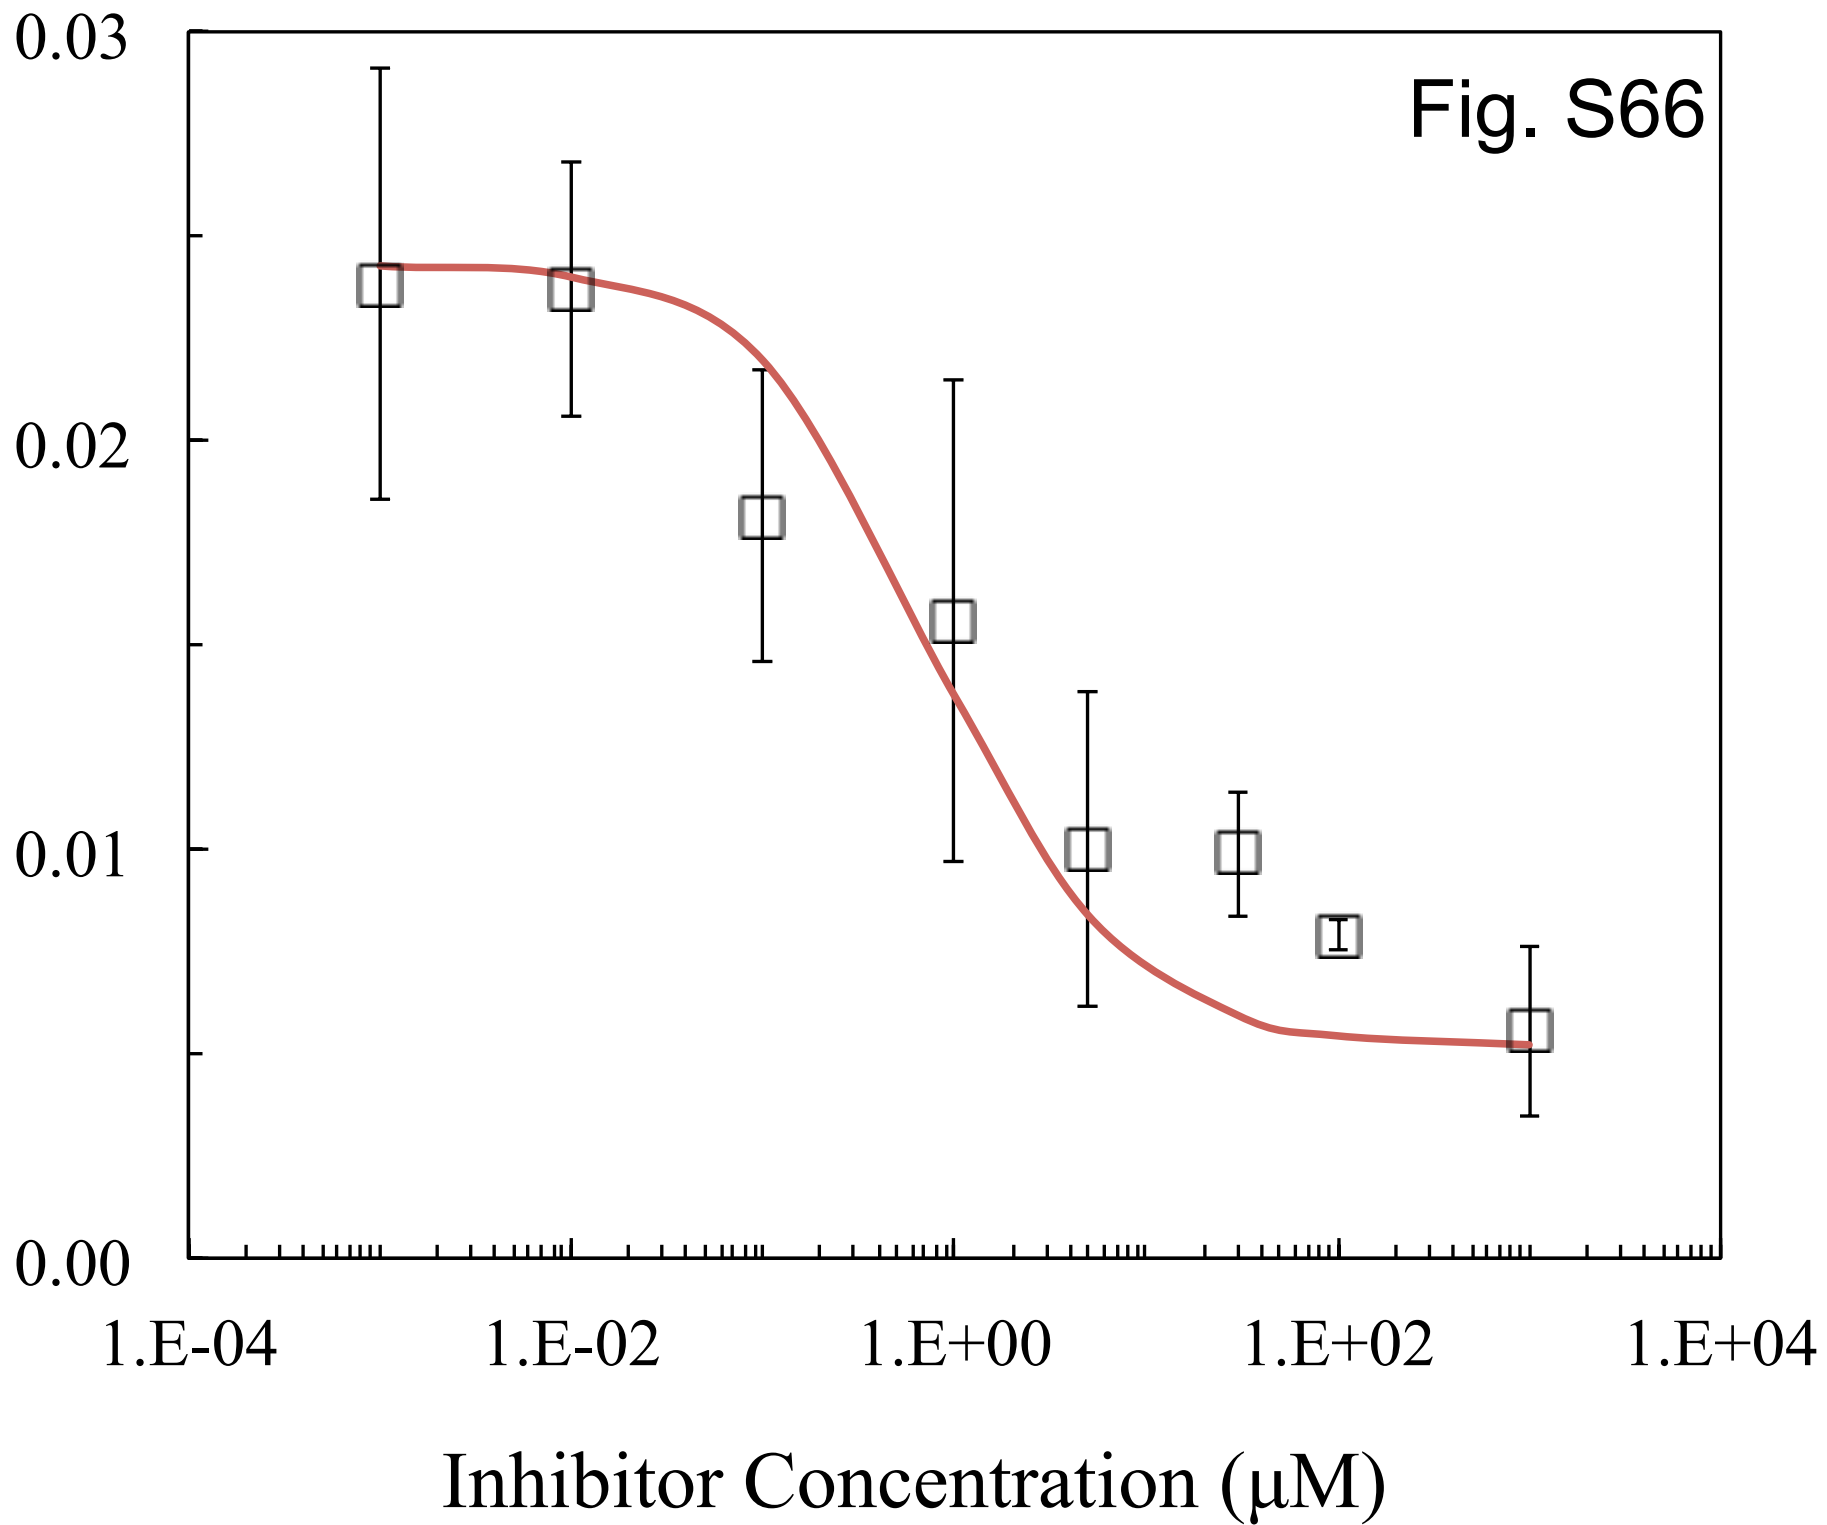 0.03
Fig. S66
0.02
0.01
0.00
1.E-04 1.E-02 1.E+00 1.E+02 1.E+04
Inhibitor Concentration (μM)